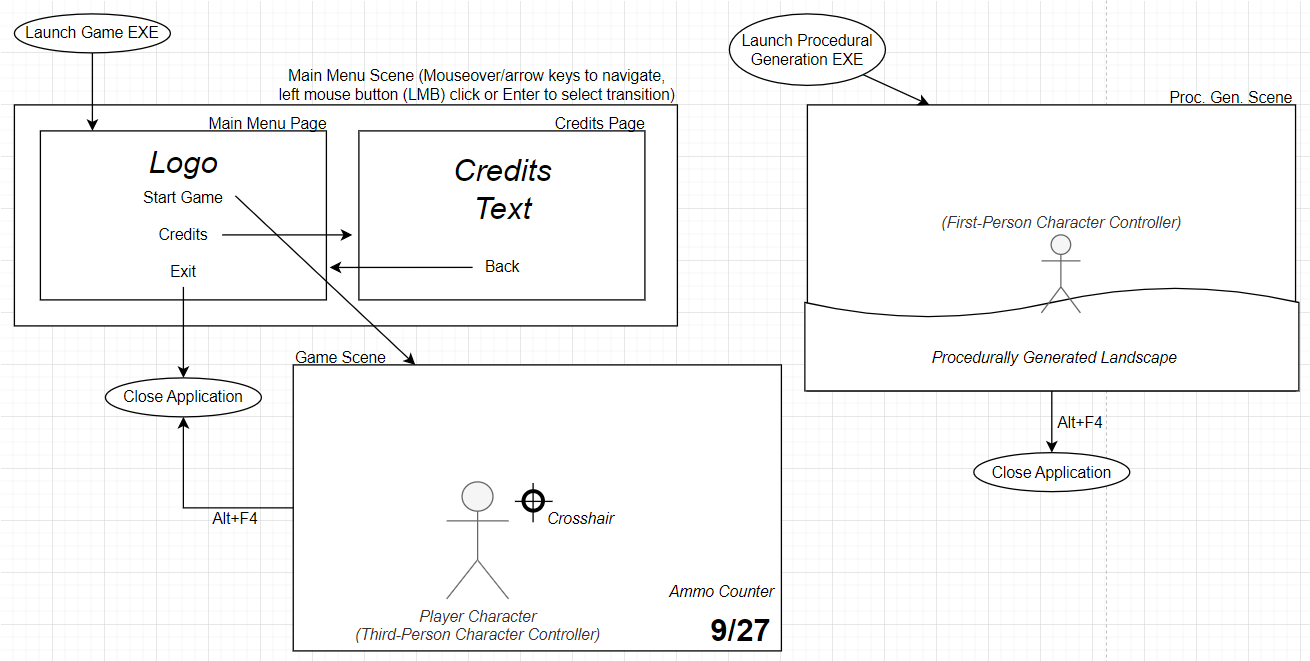 Launch Game EXE
Main Menu Scene (Mouseover/arrow keys to navigate,
left mouse button (LMB) click or Enter to select transition)
Main Menu Page
Logo
Start Game
Credits
Exit
Credits Page
Credits
Text
Back
Close Application
Alt+F4
Game Scene
Crosshair
Player Character
(Third-Person Character Controller)
Ammo Counter
9/27
Launch Procedural
Generation EXE
Proc. Gen. Scene
(First-Person Character Controller)
Procedurally Generated Landscape
Alt+F4
Close Application